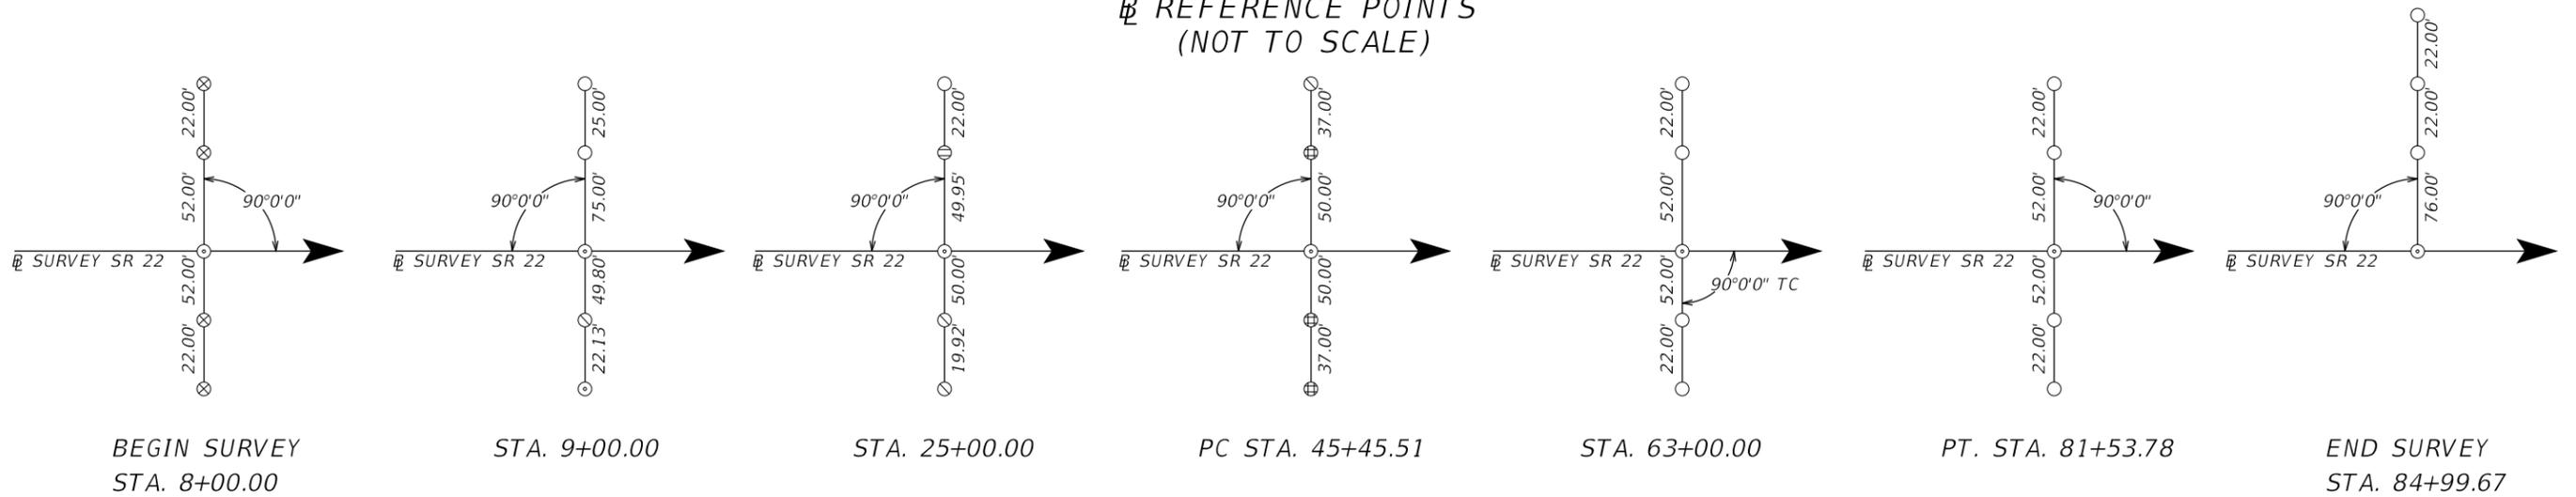 ℄ REFERENCE POINTS
(NOT TO SCALE)
22.00'
52.00'
90°0'0"
BL SURVEY SR 22
52.00'
22.00'
BEGIN SURVEY
STA. 8+00.00
25.00'
75.00'
90°0'0"
BL SURVEY SR 22
49.80'
22.13'
STA. 9+00.00
22.00'
49.95'
90°0'0"
BL SURVEY SR 22
50.00'
19.92'
STA. 25+00.00
37.00'
50.00'
90°0'0"
BL SURVEY SR 22
50.00'
37.00'
PC STA. 45+45.51
22.00'
52.00'
BL SURVEY SR 22
52.00'
90°0'0" TC
22.00'
STA. 63+00.00
22.00'
52.00'
90°0'0"
BL SURVEY SR 22
52.00'
22.00'
PT. STA. 81+53.78
22.00'
22.00'
76.00'
90°0'0"
BL SURVEY SR 22
END SURVEY
STA. 84+99.67